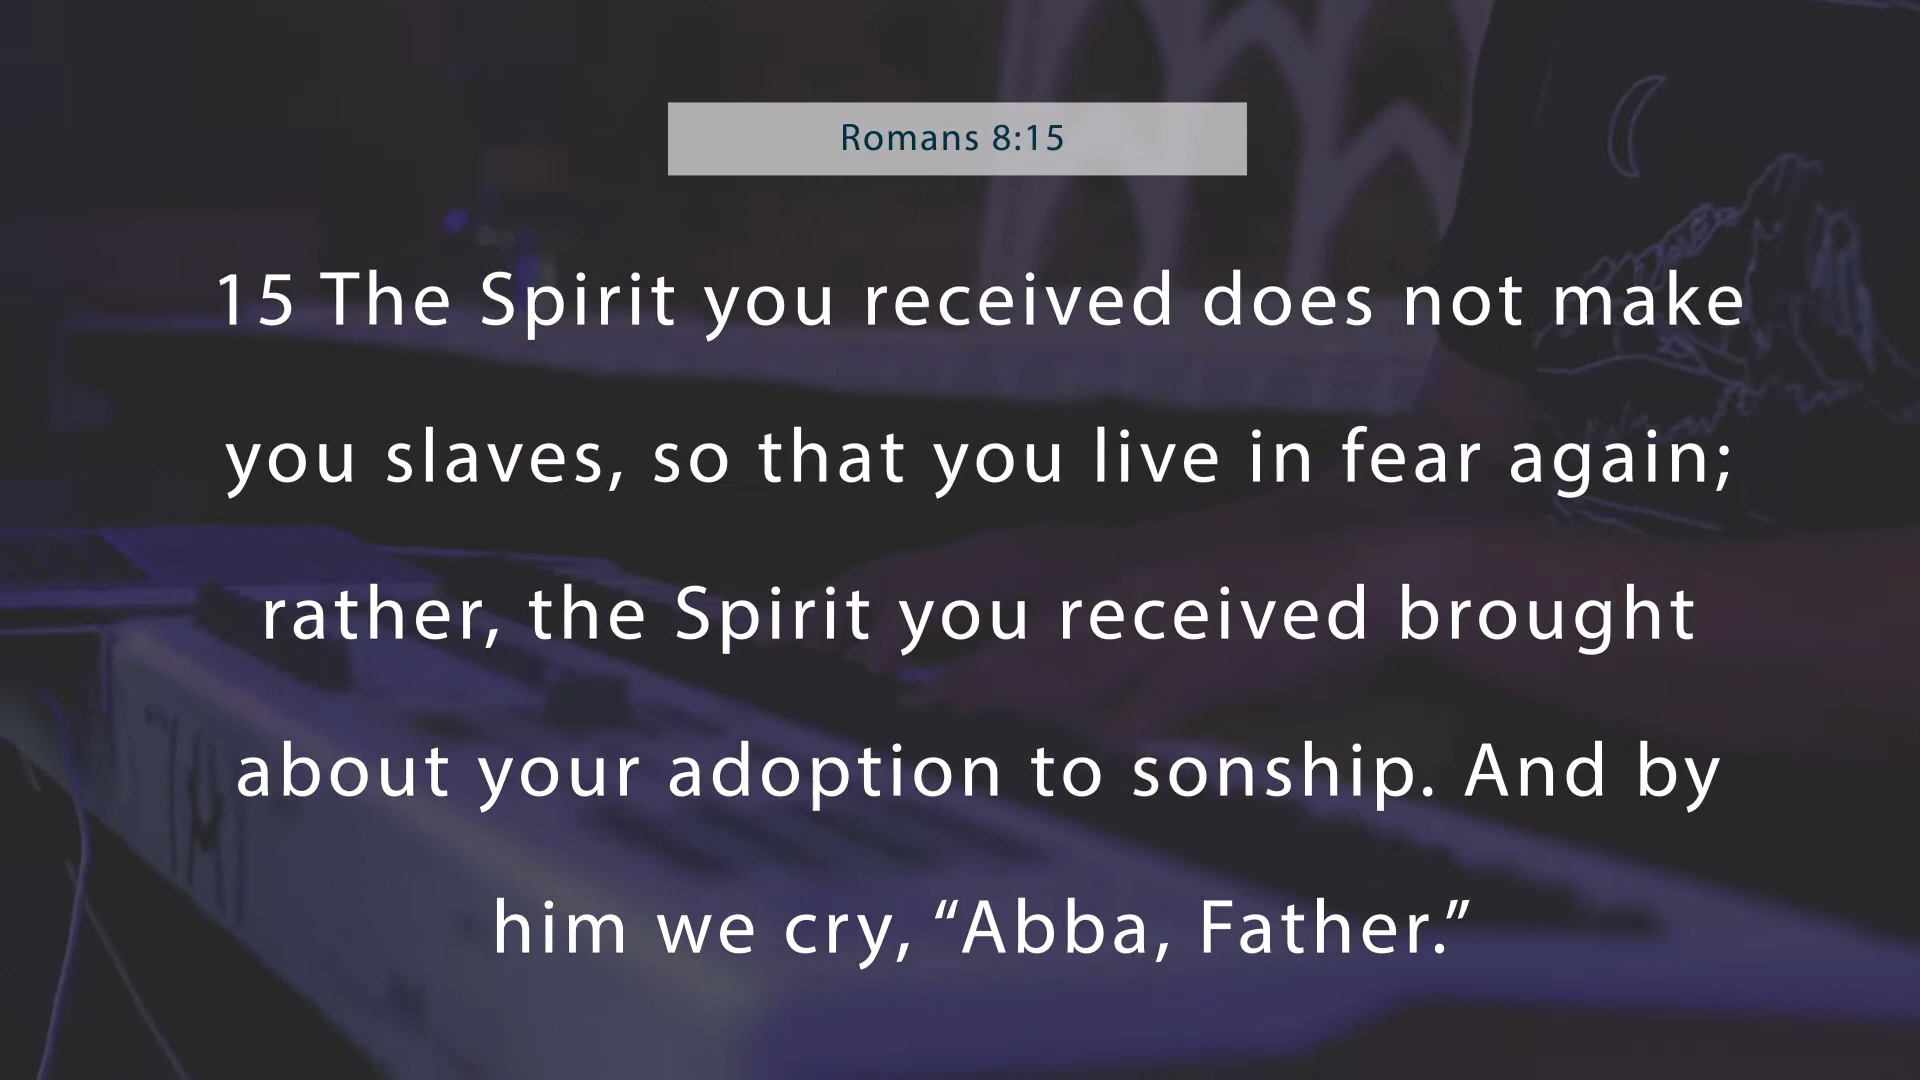 Romans 8:15
15 The Spirit you received does not make
you slaves, so that you live in fear again;
rather, the Spirit you received brought
about your adoption to sonship. And by
him we cry, “Abba, Father.”